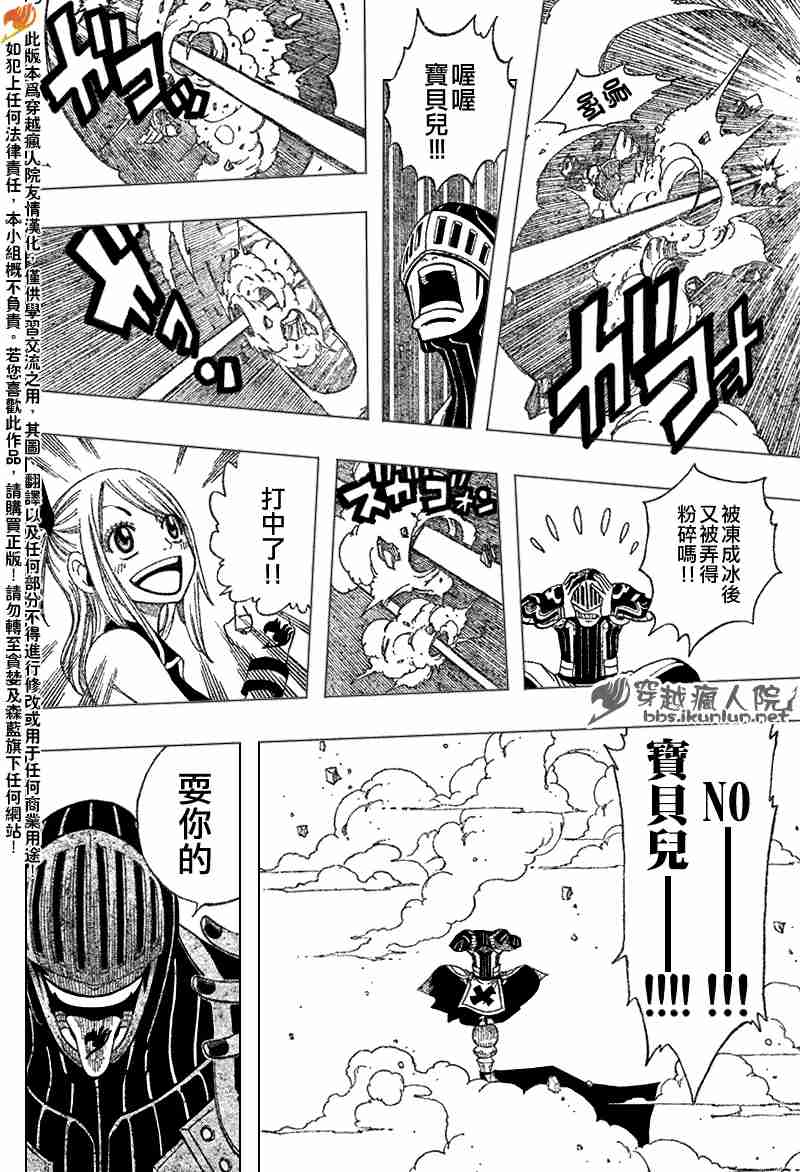 嗚啊
ガゴォ
喔喔
寶貝兒!!!
被凍成冰後
又被弄得
粉碎嗎!!
打中了!!
NO
——!!!
寶貝兒
——!!!!
耍你的
穿越瘋人院
bbs.ikunlun.net
此版本爲穿越瘋人院友情漢化,僅供學習交流之用,其圖、翻譯以及任何部分不得進行修改或用于任何商業用途!
如犯上任何法律責任,本小組概不負責。若您喜歡此作品,請購買正版!請勿轉至貪婪及森藍旗下任何網站!